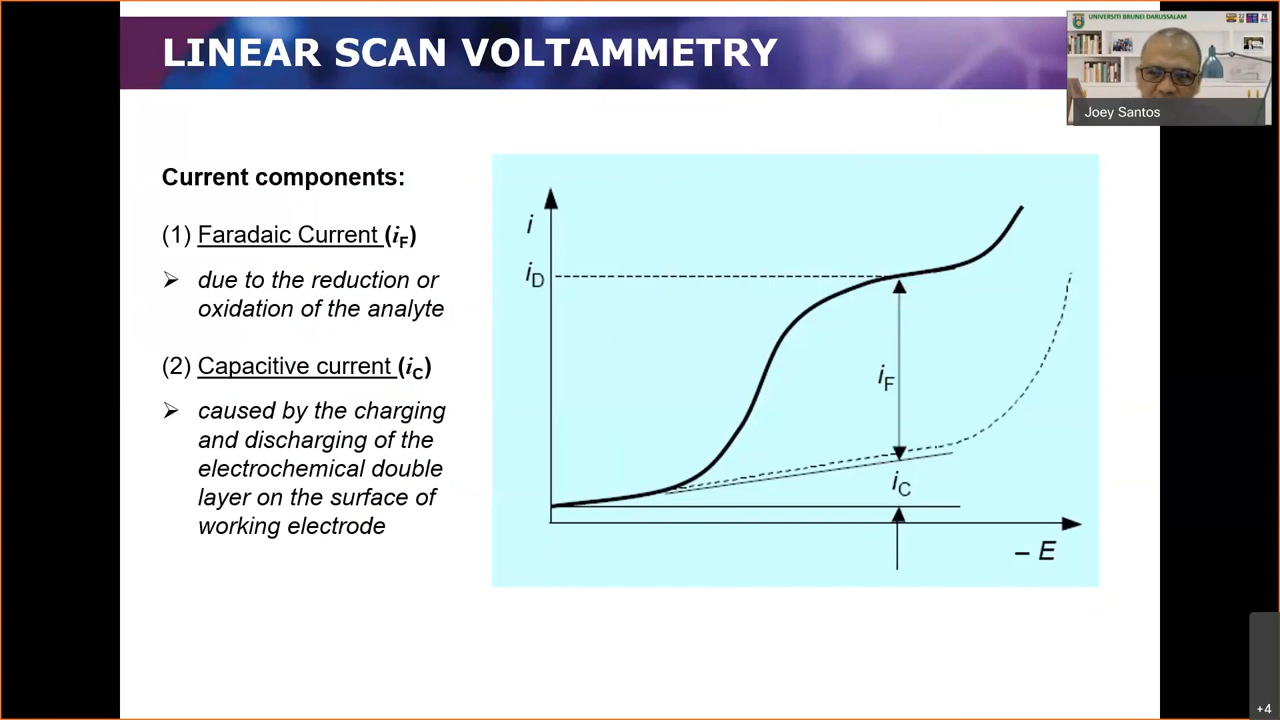 LINEAR SCAN VOLTAMMETRY
UNIVERSITI BRUNEI DARUSSALAM
Joey Santos
Current components:
(1) Faradaic Current (iF)
➢ due to the reduction or
oxidation of the analyte
(2) Capacitive current (iC)
➢ caused by the charging
and discharging of the
electrochemical double
layer on the surface of
working electrode
i
iD
iF
iC
– E
+4